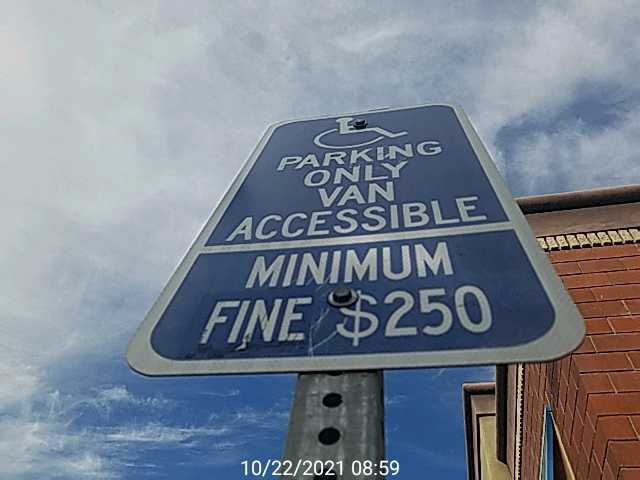 PARKING
ONLY
VAN
ACCESSIBLE
MINIMUM
FINE $250
10/22/2021 08:59